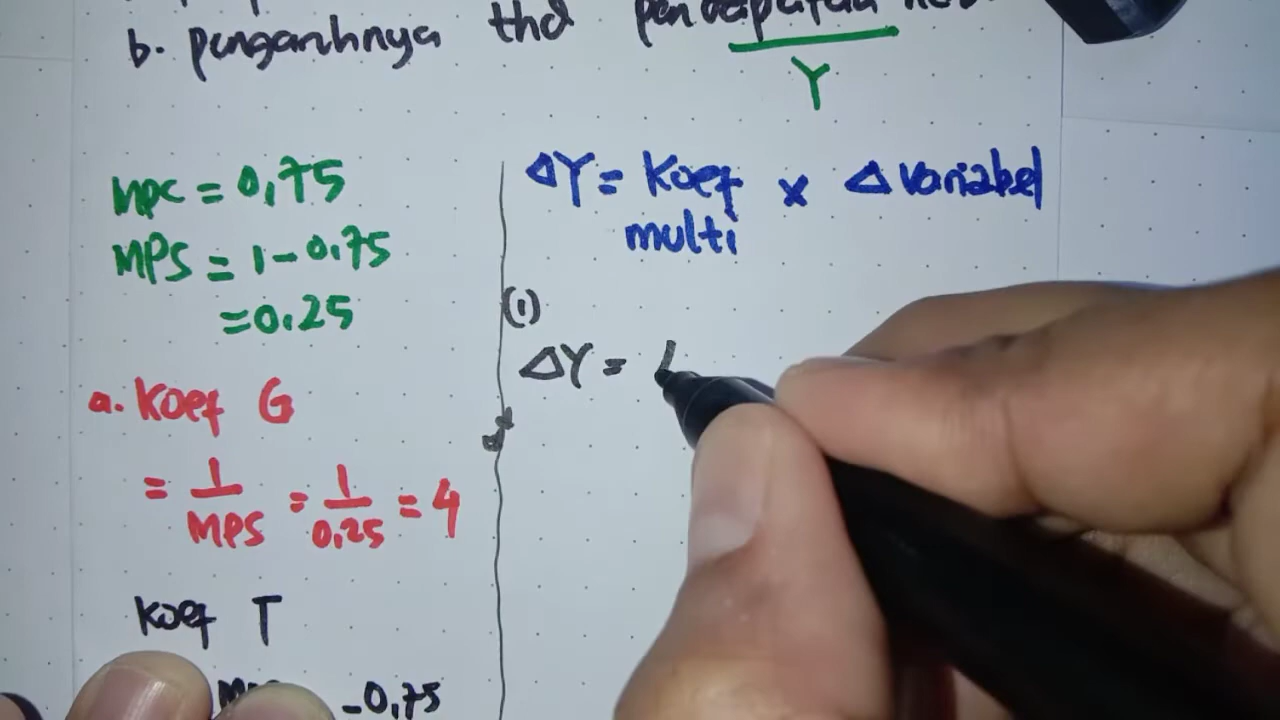 b. pengaruhnya thd pendapatan
Y
MPC = 0,75
MPS = 1-0.75
= 0.25
a. Koef G
= 1/MPS = 1/0.25 = 4
Koef T
-0,75
ΔY = Koef x Δ Variabel
multi
(1)
ΔY =